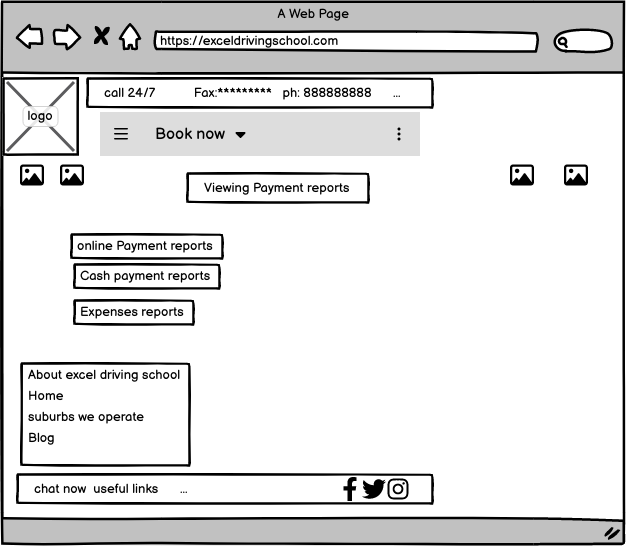 A Web Page
https://exceldrivingschool.com
logo
call 24/7 Fax:********* ph: 888888888 ...
Book now
Viewing Payment reports
online Payment reports
Cash payment reports
Expenses reports
About excel driving school
Home
suburbs we operate
Blog
chat now useful links ...